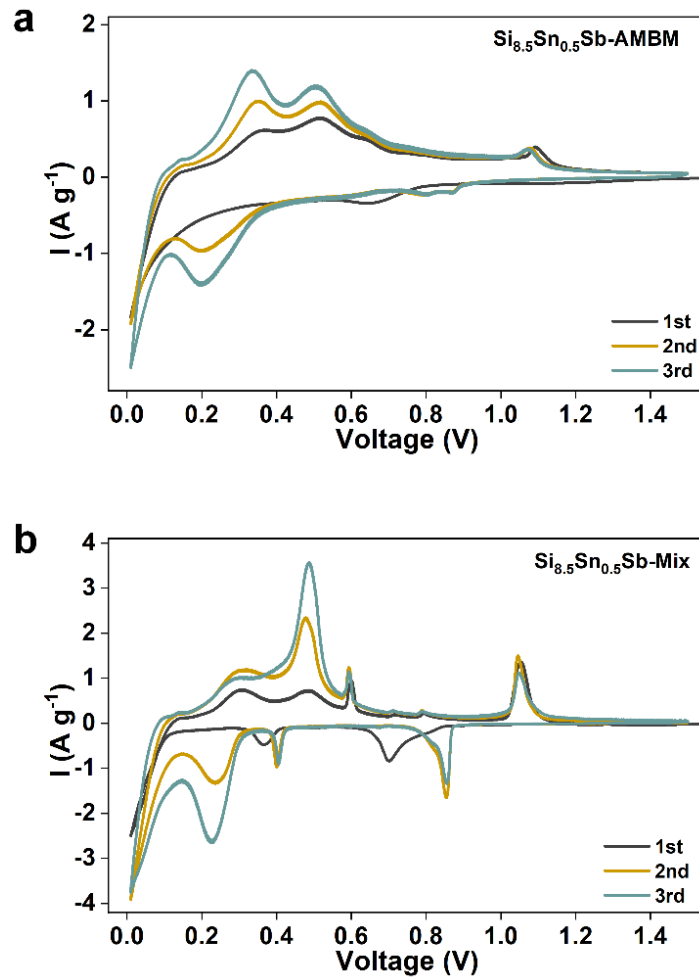 a
Si8.5Sn0.5Sb-AMBM
2
1
0
-1
-2
I (A g-1)
1st
2nd
3rd
0.0 0.2 0.4 0.6 0.8 1.0 1.2 1.4
Voltage (V)
b
Si8.5Sn0.5Sb-Mix
4
3
2
1
0
-1
-2
-3
-4
I (A g-1)
1st
2nd
3rd
0.0 0.2 0.4 0.6 0.8 1.0 1.2 1.4
Voltage (V)